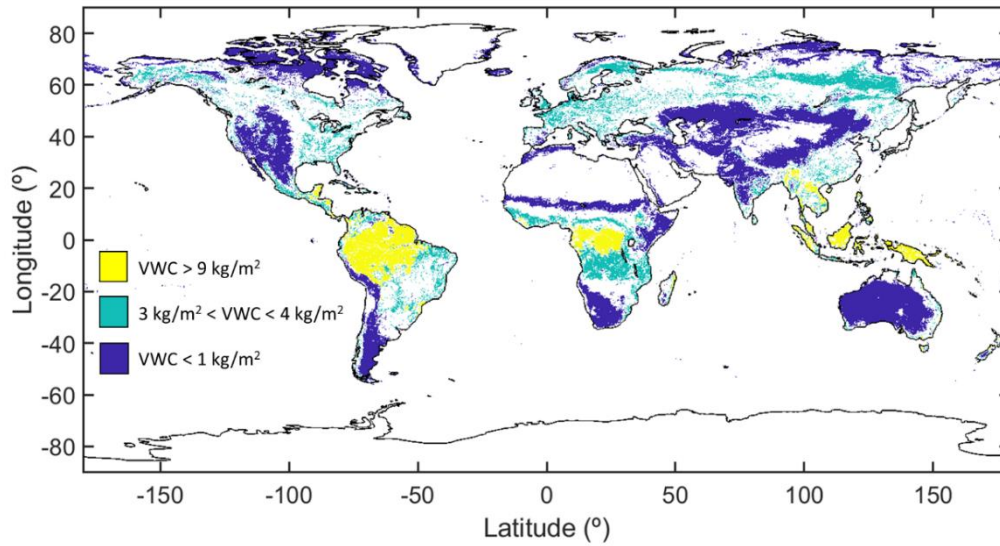 80
60
40
20
0
-20
-40
-60
-80
Longitude (º)
VWC > 9 kg/m²
3 kg/m² < VWC < 4 kg/m²
VWC < 1 kg/m²
-150 -100 -50 0 50 100 150
Latitude (º)